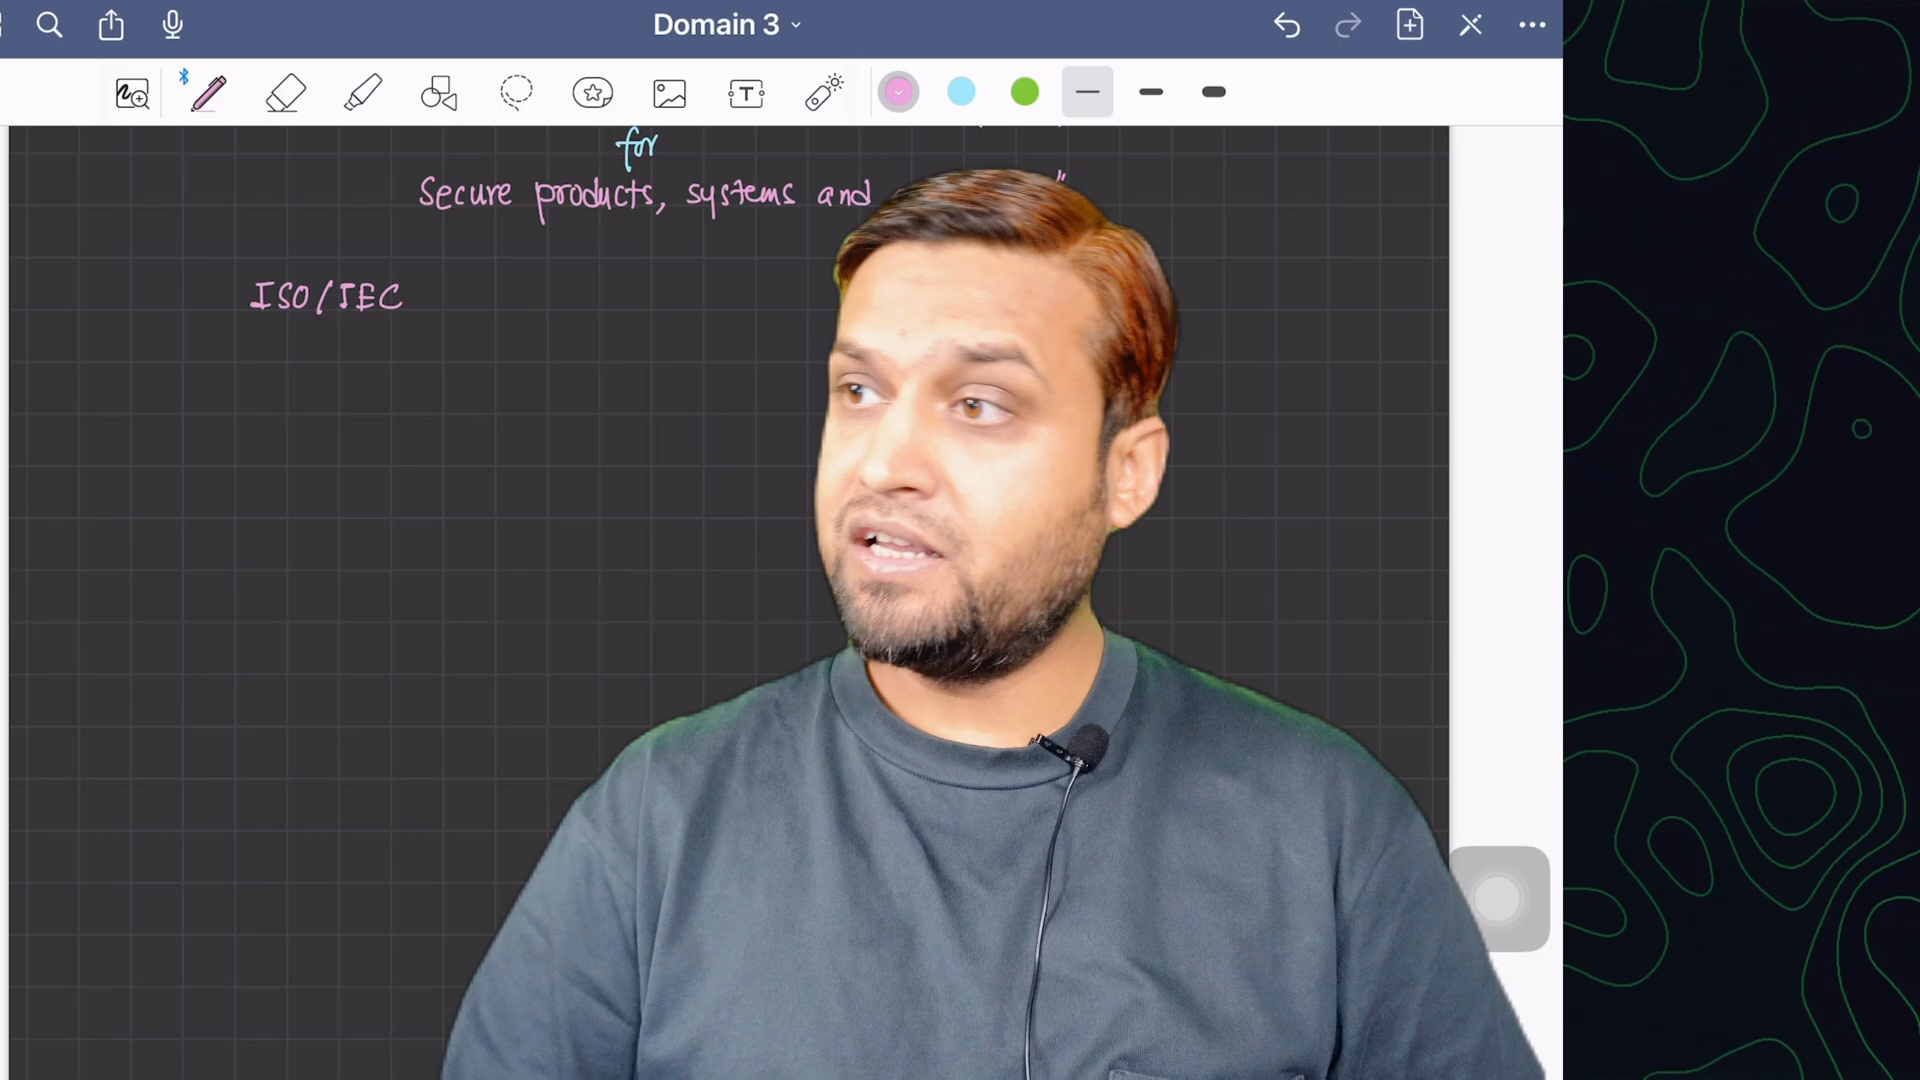 Domain 3
T
for
Secure products, systems and "
ISO/IEC